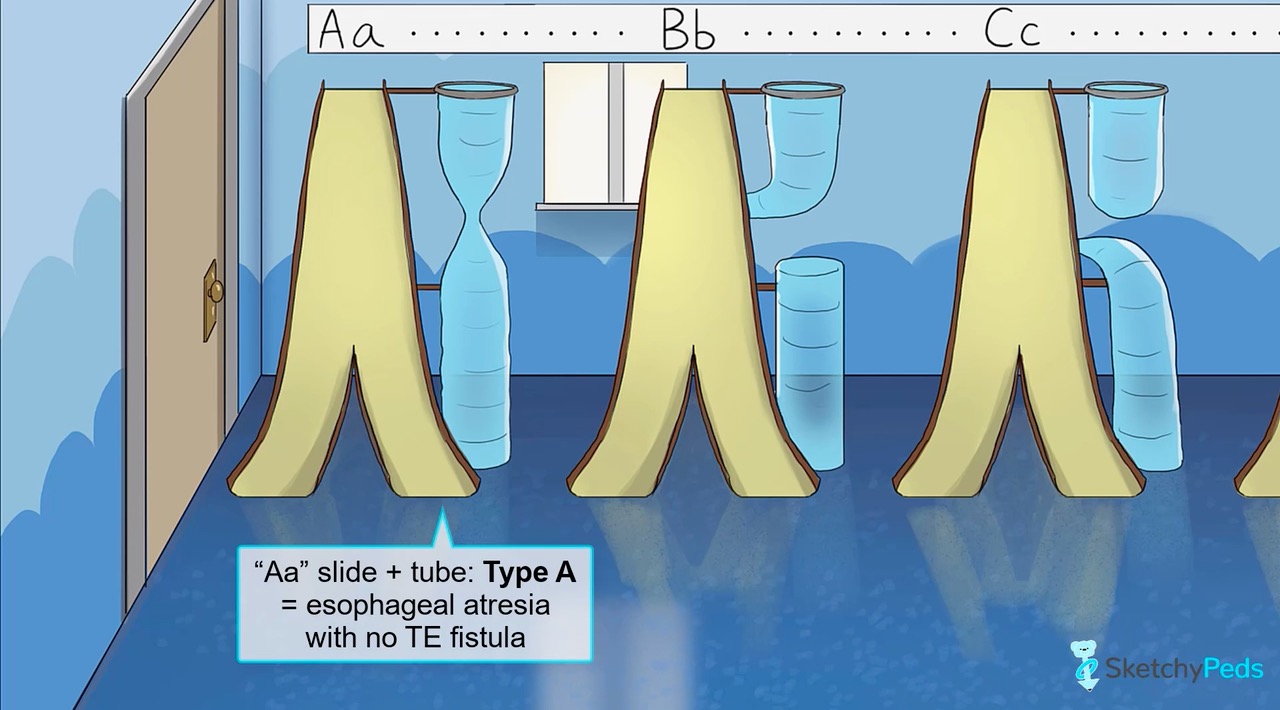 Aa .......... Bb .......... Cc ..........
“Aa” slide + tube: Type A
= esophageal atresia
with no TE fistula
SketchyPeds